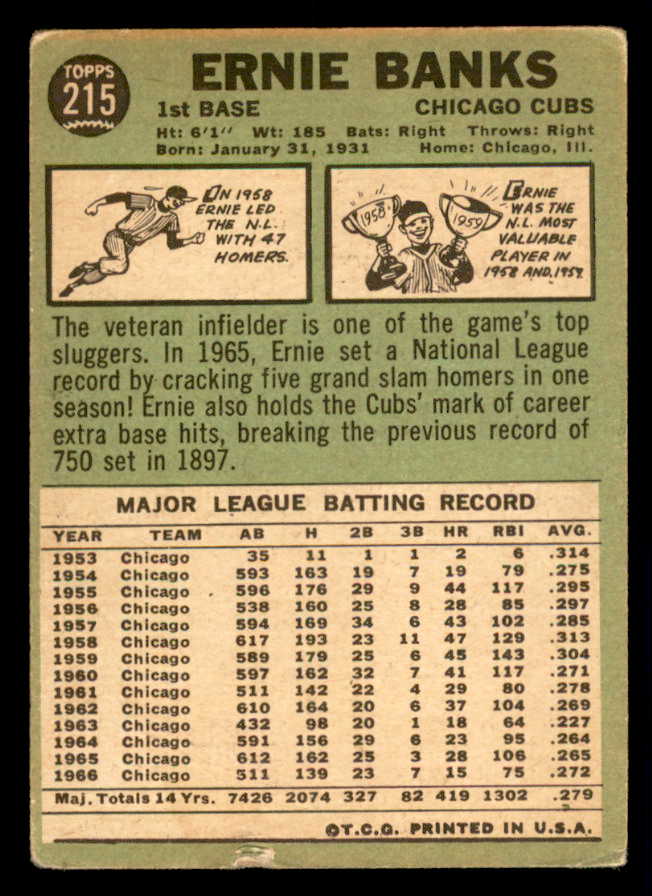 TOPPS
215
ERNIE BANKS
1st BASE CHICAGO CUBS
Ht: 6'1" Wt: 185 Bats: Right Throws: Right
Born: January 31, 1931 Home: Chicago, Ill.
IN 1958
ERNIE LED
THE N.L.
WITH 47
HOMERS.
1958
1959
ERNIE
WAS THE
N.L. MOST
VALUABLE
PLAYER IN
1958 AND, 1959.
The veteran infielder is one of the game's top
sluggers. In 1965, Ernie set a National League
record by cracking five grand slam homers in one
season! Ernie also holds the Cubs' mark of career
extra base hits, breaking the previous record of
750 set in 1897.
MAJOR LEAGUE BATTING RECORD
YEAR TEAM AB H 2B 3B HR RBI AVG.
1953 Chicago 35 11 1 1 2 6 .314
1954 Chicago 593 163 19 7 19 79 .275
1955 Chicago 596 176 29 9 44 117 .295
1956 Chicago 538 160 25 8 28 85 .297
1957 Chicago 594 169 34 6 43 102 .285
1958 Chicago 617 193 23 11 47 129 .313
1959 Chicago 589 179 25 6 45 143 .304
1960 Chicago 597 162 32 7 41 117 .271
1961 Chicago 511 142 22 4 29 80 .278
1962 Chicago 610 164 20 6 37 104 .269
1963 Chicago 432 98 20 1 18 64 .227
1964 Chicago 591 156 29 6 23 95 .264
1965 Chicago 612 162 25 3 28 106 .265
1966 Chicago 511 139 23 7 15 75 .272
Maj. Totals 14 Yrs. 7426 2074 327 82 419 1302 .279
©T.C.G. PRINTED IN U.S.A.